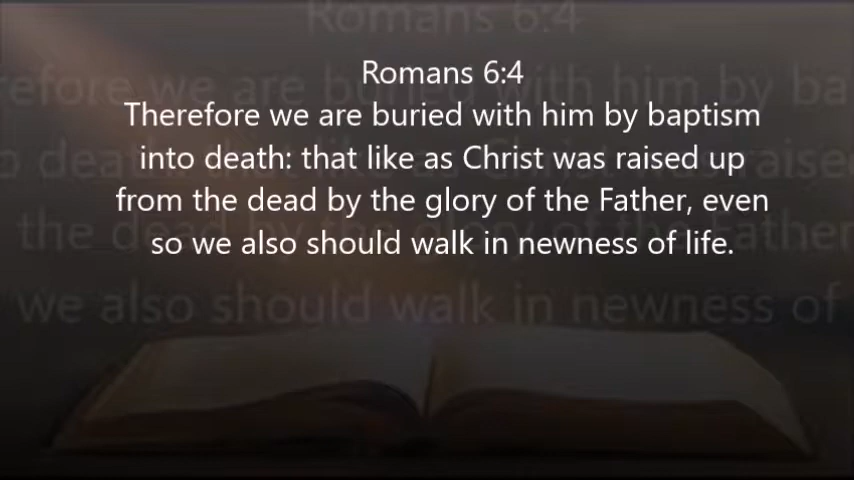 Romans 6:4
Therefore we are buried with him by baptism
into death: that like as Christ was raised up
from the dead by the glory of the Father, even
so we also should walk in newness of life.